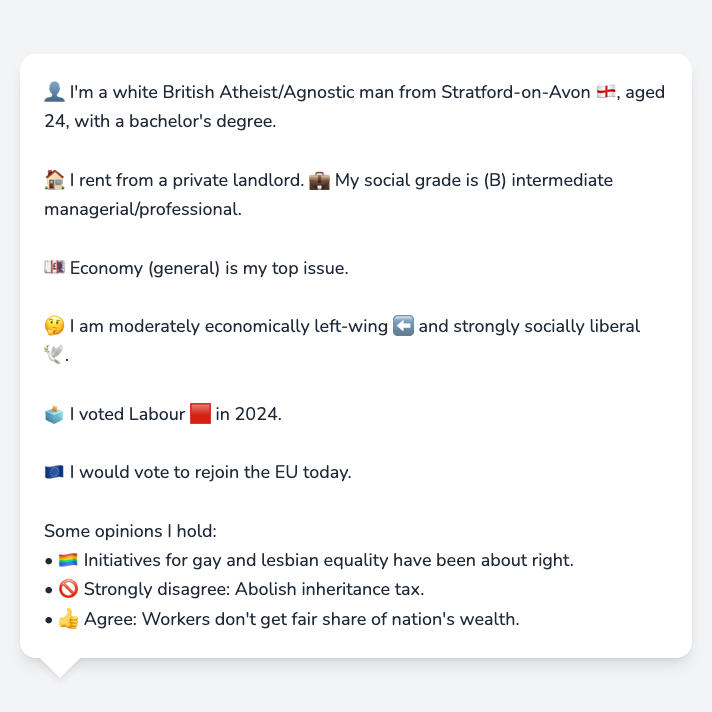 👤 I'm a white British Atheist/Agnostic man from Stratford-on-Avon 🏴󠁧󠁢󠁥󠁮󠁧󠁿, aged
24, with a bachelor's degree.
🏠 I rent from a private landlord. 💼 My social grade is (B) intermediate
managerial/professional.
💷 Economy (general) is my top issue.
🤔 I am moderately economically left-wing ⬅️ and strongly socially liberal
🕊️.
🗳️ I voted Labour 🟥 in 2024.
🇪🇺 I would vote to rejoin the EU today.
Some opinions I hold:
• 🏳️‍🌈 Initiatives for gay and lesbian equality have been about right.
• 🚫 Strongly disagree: Abolish inheritance tax.
• 👍 Agree: Workers don't get fair share of nation's wealth.